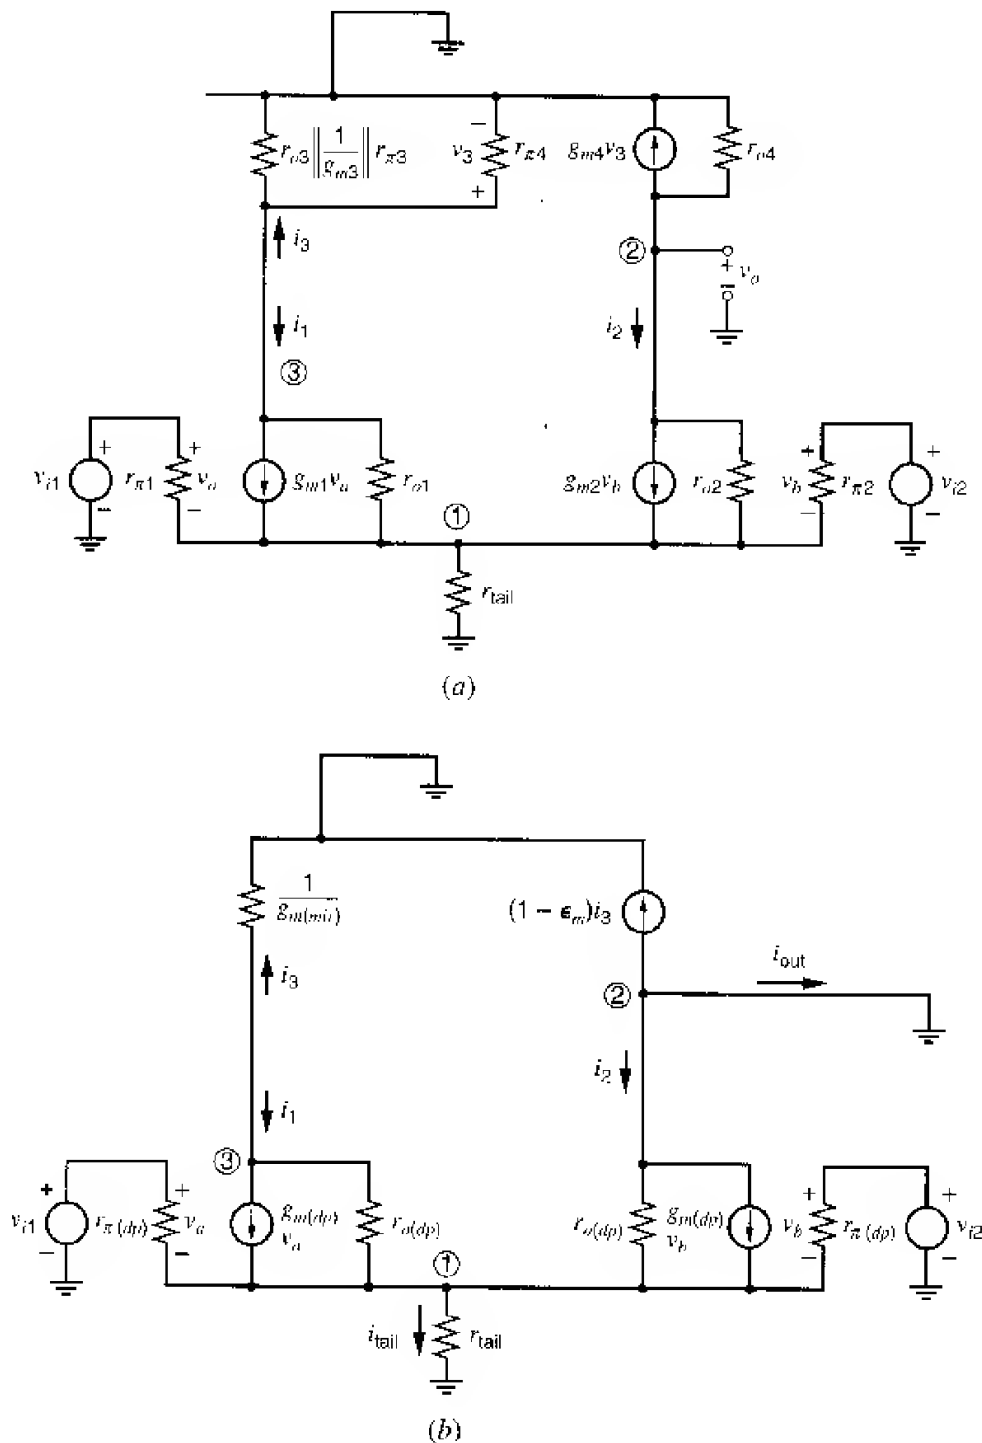 r_o3 || 1/g_m3 || r_π3
v_3
−
+
r_π4
g_m4v_3
r_o4
i_3
i_1
③
②
+
v_o
−
i_2
v_i1
+
−
r_π1
+
v_a
−
g_m1v_a
r_o1
①
r_tail
g_m2v_b
r_o2
+
v_b
−
r_π2
+
−
v_i2
(a)
1/g_m(mir)
(1 − ϵ_m)i_3
i_out
②
i_3
i_2
i_1
③
v_i1
+
−
r_π(dp)
+
v_a
−
g_m(dp)
v_a
r_o(dp)
①
i_tail
r_tail
r_o(dp)
g_m(dp)
v_b
+
v_b
−
r_π(dp)
+
−
v_i2
(b)